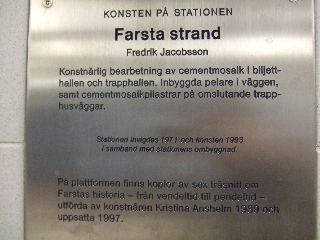 KONSTEN PÅ STATIONEN
Farsta strand
Fredrik Jacobsson
Konstnärlig bearbetning av cementmosaik i biljett-
hallen och trapphallen. Inbyggda pelare i väggen,
samt cementmosaikpilastrar på omslutande trapp-
husväggar.
Stationen invigdes 1971 och konsten 1993
i samband med stationens ombyggnad.
På plattformen finns kopior av sex träsnitt om
Farstas historia – från vendeltid till pendeltid –
utförda av konstnären Kristina Anshelm 1989 och
uppsatta 1997.